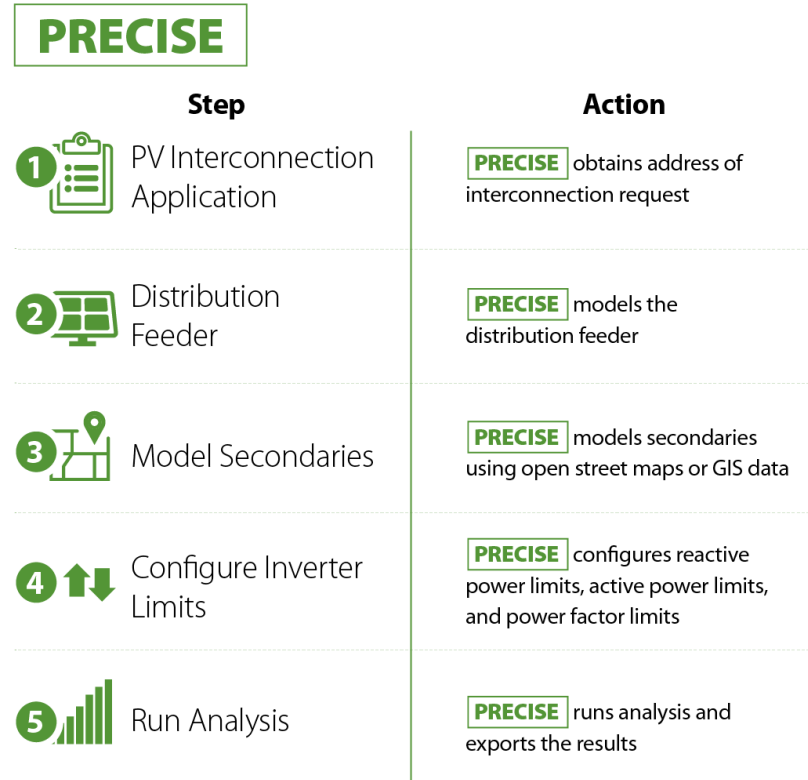 PRECISE
Step
Action
1
PV Interconnection
Application
PRECISE obtains address of
interconnection request
2
Distribution
Feeder
PRECISE models the
distribution feeder
3
Model Secondaries
PRECISE models secondaries
using open street maps or GIS data
4
Configure Inverter
Limits
PRECISE configures reactive
power limits, active power limits,
and power factor limits
5
Run Analysis
PRECISE runs analysis and
exports the results